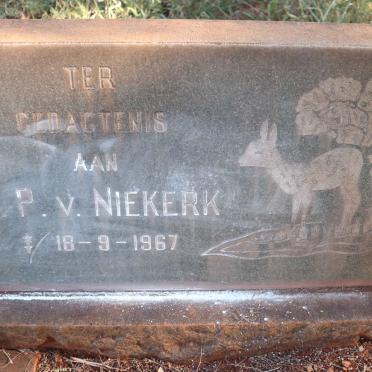 TER
GEDAGTENIS
AAN
P. v. NIEKERK
* / † 18-9-1967